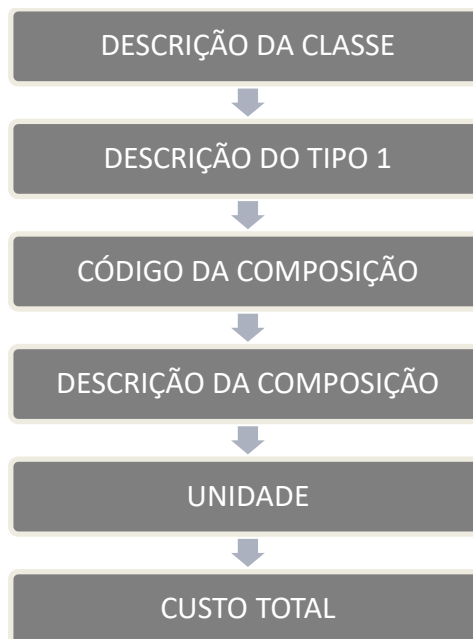 DESCRIÇÃO DA CLASSE
DESCRIÇÃO DO TIPO 1
CÓDIGO DA COMPOSIÇÃO
DESCRIÇÃO DA COMPOSIÇÃO
UNIDADE
CUSTO TOTAL